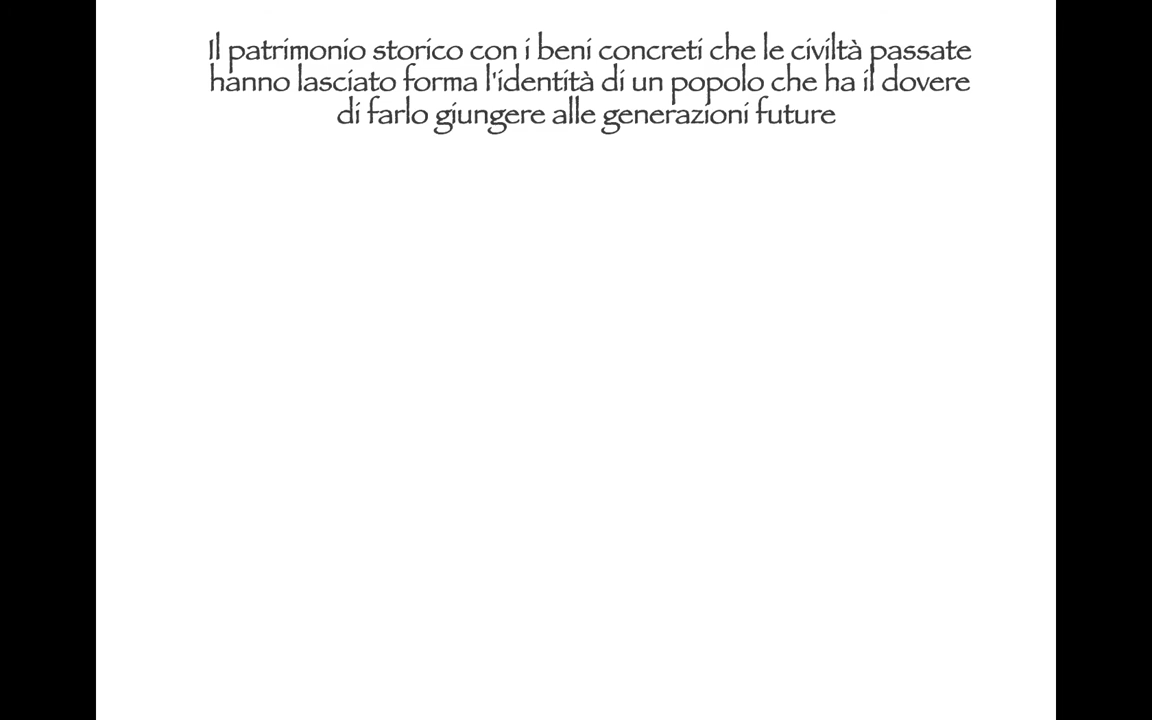 Il patrimonio storico con i beni concreti che le civiltà passate
hanno lasciato forma l'identità di un popolo che ha il dovere
di farlo giungere alle generazioni future